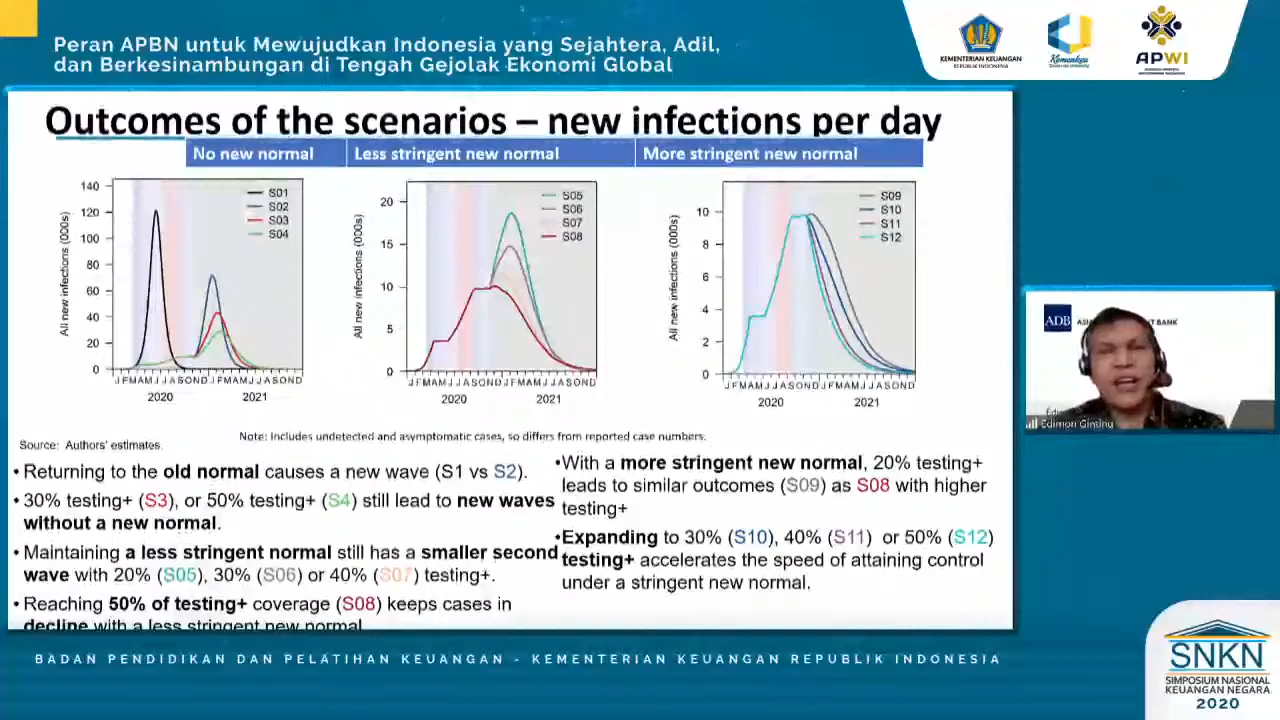 Peran APBN untuk Mewujudkan Indonesia yang Sejahtera, Adil,
dan Berkesinambungan di Tengah Gejolak Ekonomi Global
KEMENTERIAN KEUANGAN
REPUBLIK INDONESIA
Kemenkeu
APWI
Outcomes of the scenarios – new infections per day
No new normal
Less stringent new normal
More stringent new normal
All new infections (000s)
140
120
100
80
60
40
20
0
S01
S02
S03
S04
J F M A M J J A S O N D J F M A M J J A S O N D
2020 2021
All new infections (000s)
20
15
10
5
0
S05
S06
S07
S08
J F M A M J J A S O N D J F M A M J J A S O N D
2020 2021
All new infections (000s)
10
8
6
4
2
0
S09
S10
S11
S12
J F M A M J J A S O N D J F M A M J J A S O N D
2020 2021
Note: Includes undetected and asymptomatic cases, so differs from reported case numbers.
Source: Authors' estimates.
• Returning to the old normal causes a new wave (S1 vs S2).
• 30% testing+ (S3), or 50% testing+ (S4) still lead to new waves
without a new normal.
• Maintaining a less stringent normal still has a smaller second
wave with 20% (S05), 30% (S06) or 40% (S07) testing+.
• Reaching 50% of testing+ coverage (S08) keeps cases in
decline with a less stringent new normal
• With a more stringent new normal, 20% testing+
leads to similar outcomes (S09) as S08 with higher
testing+
• Expanding to 30% (S10), 40% (S11) or 50% (S12)
testing+ accelerates the speed of attaining control
under a stringent new normal.
ADB
BANK
Edimon Ginting
BADAN PENDIDIKAN DAN PELATIHAN KEUANGAN - KEMENTERIAN KEUANGAN REPUBLIK INDONESIA
SNKN
SIMPOSIUM NASIONAL
KEUANGAN NEGARA
2020